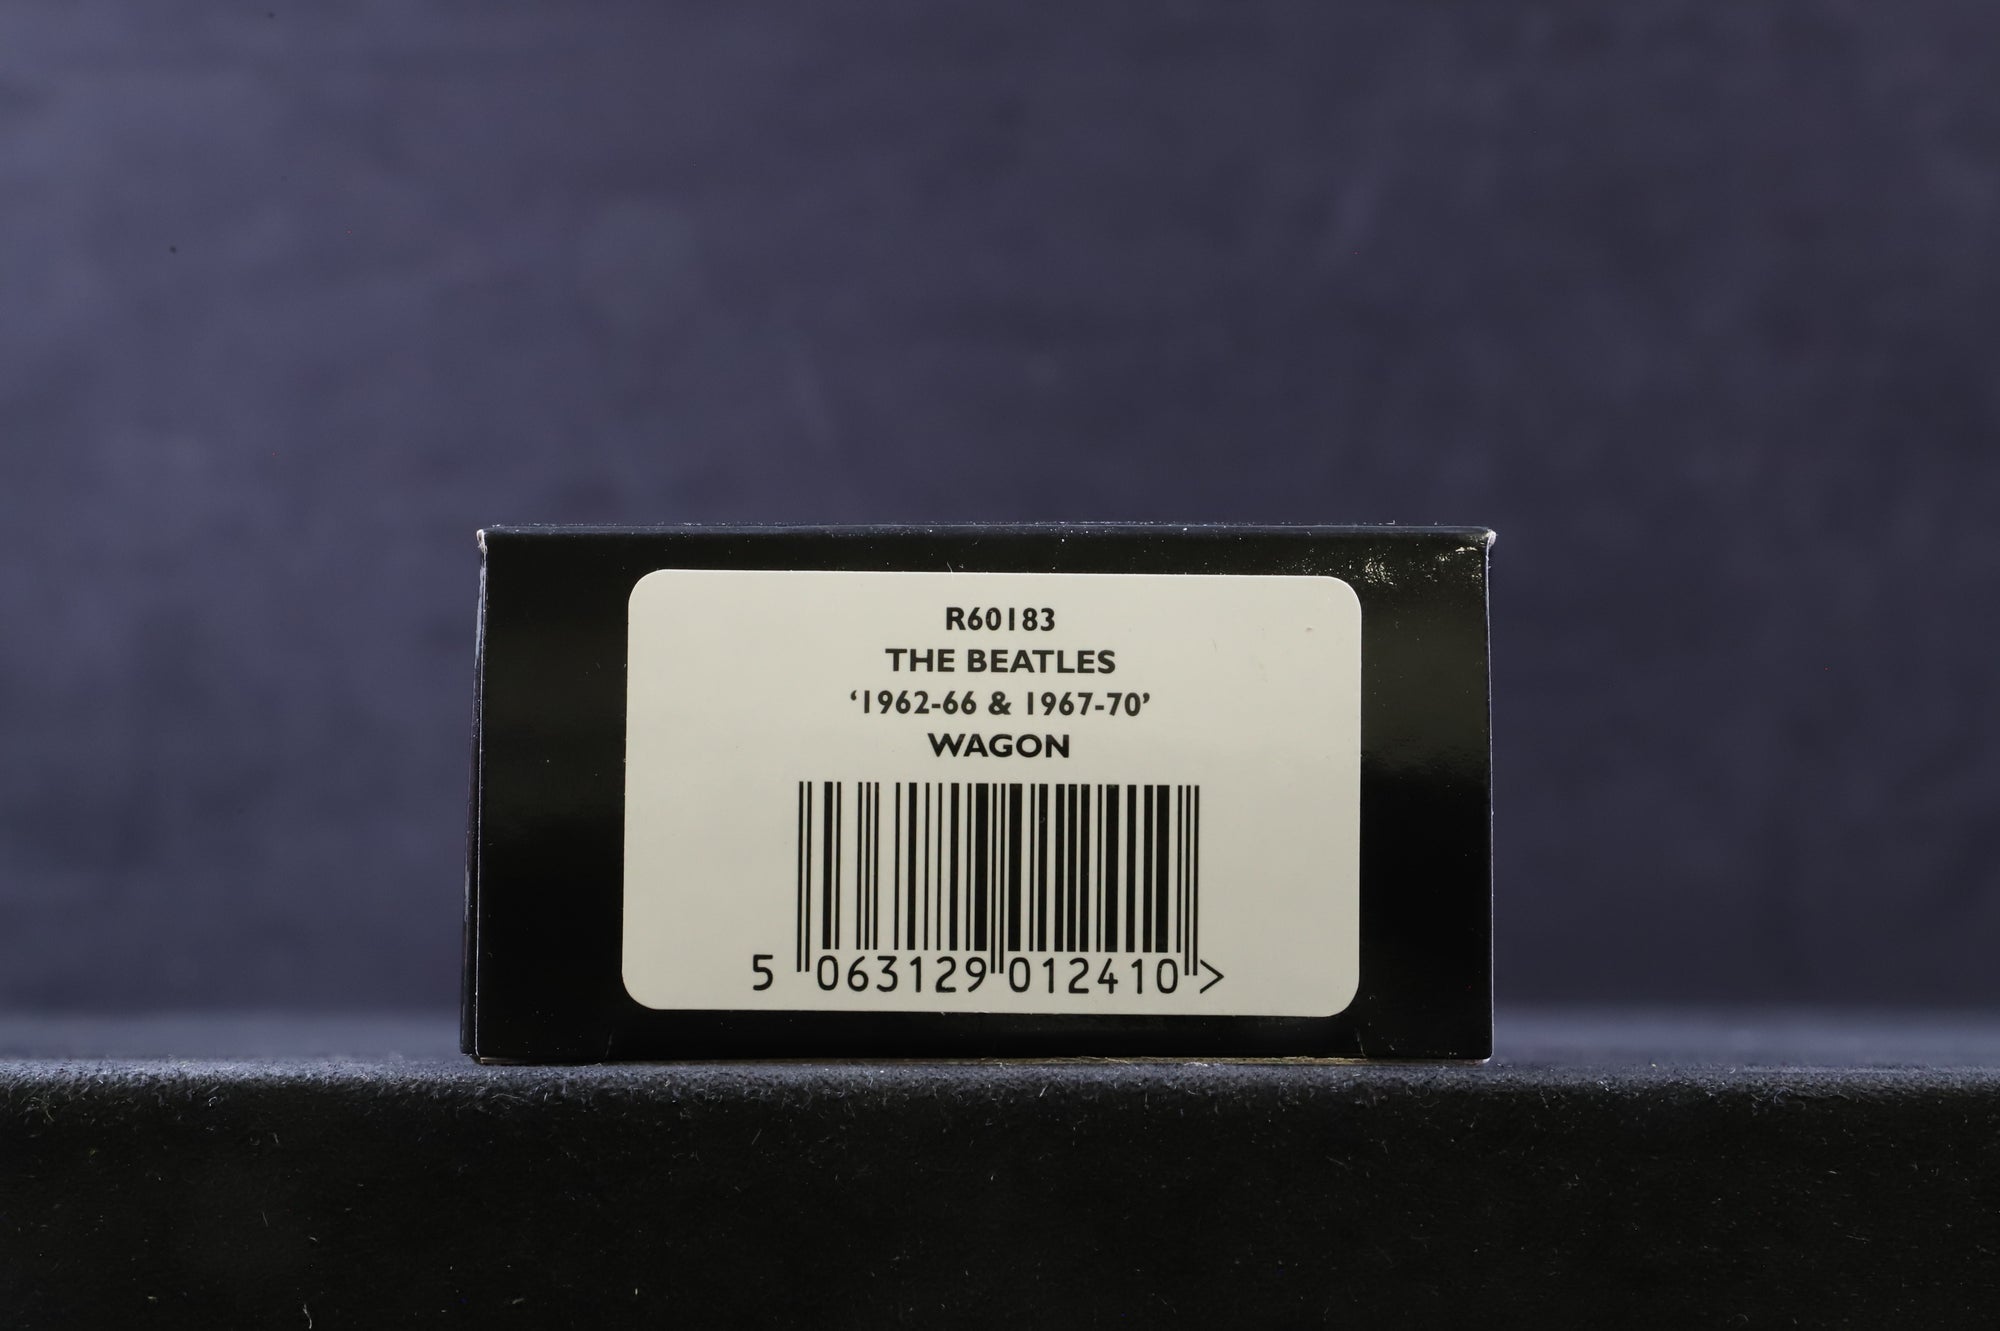 R60183
THE BEATLES
‘1962-66 & 1967-70’
WAGON
5 063129 012410 >